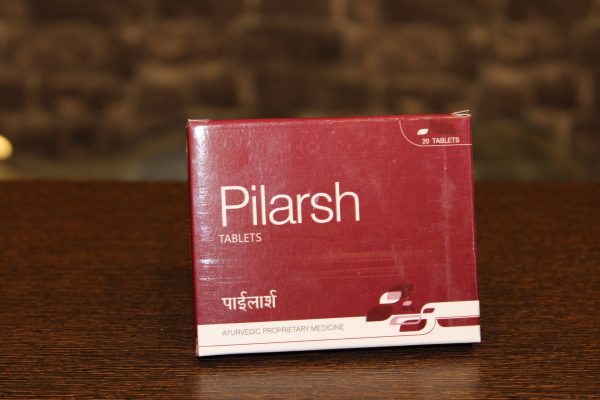 20 TABLETS
Pilarsh
TABLETS
पाईलार्श
AYURVEDIC PROPRIETARY MEDICINE